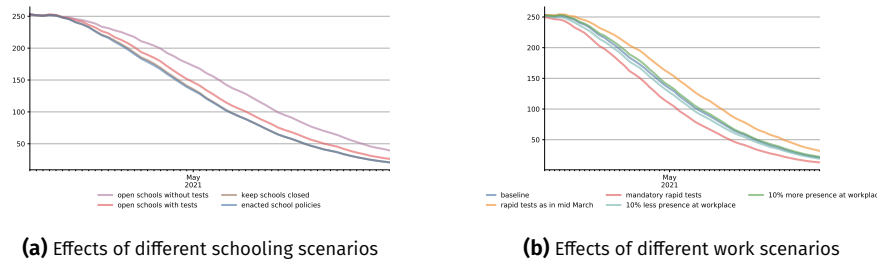 250
200
150
100
50
May
2021
open schools without tests
keep schools closed
open schools with tests
enacted school policies
(a) Effects of different schooling scenarios
250
200
150
100
50
May
2021
baseline
mandatory rapid tests
10% more presence at workplac
rapid tests as in mid March
10% less presence at workplace
(b) Effects of different work scenarios